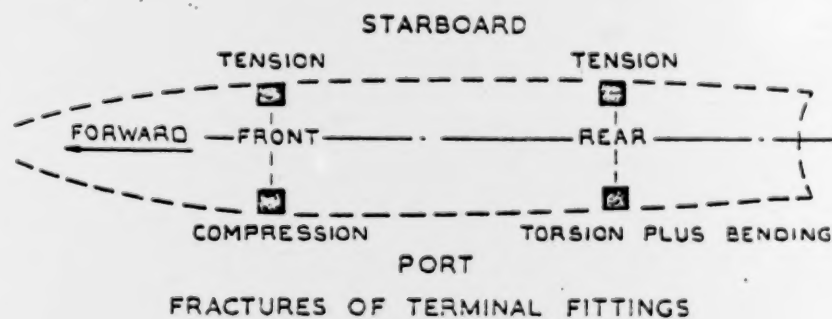 STARBOARD
TENSION TENSION
FORWARD FRONT REAR
COMPRESSION TORSION PLUS BENDING
PORT
FRACTURES OF TERMINAL FITTINGS